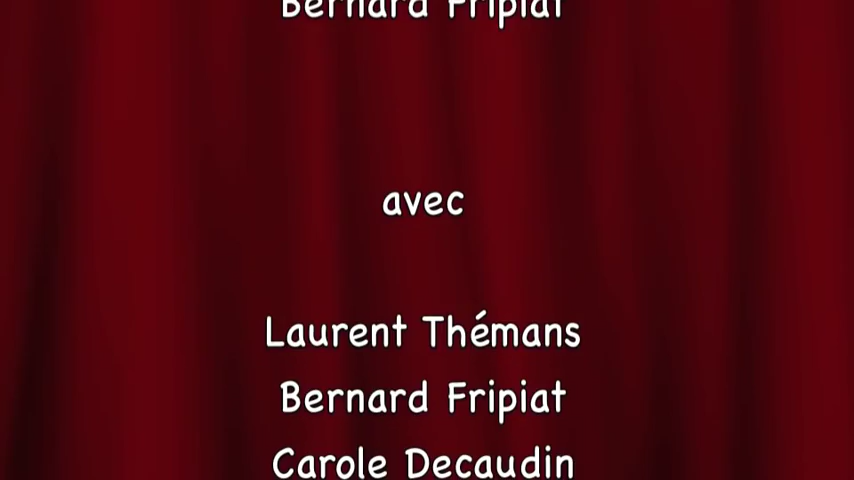 Bernard Fripiat
avec
Laurent Thémans
Bernard Fripiat
Carole Decaudin